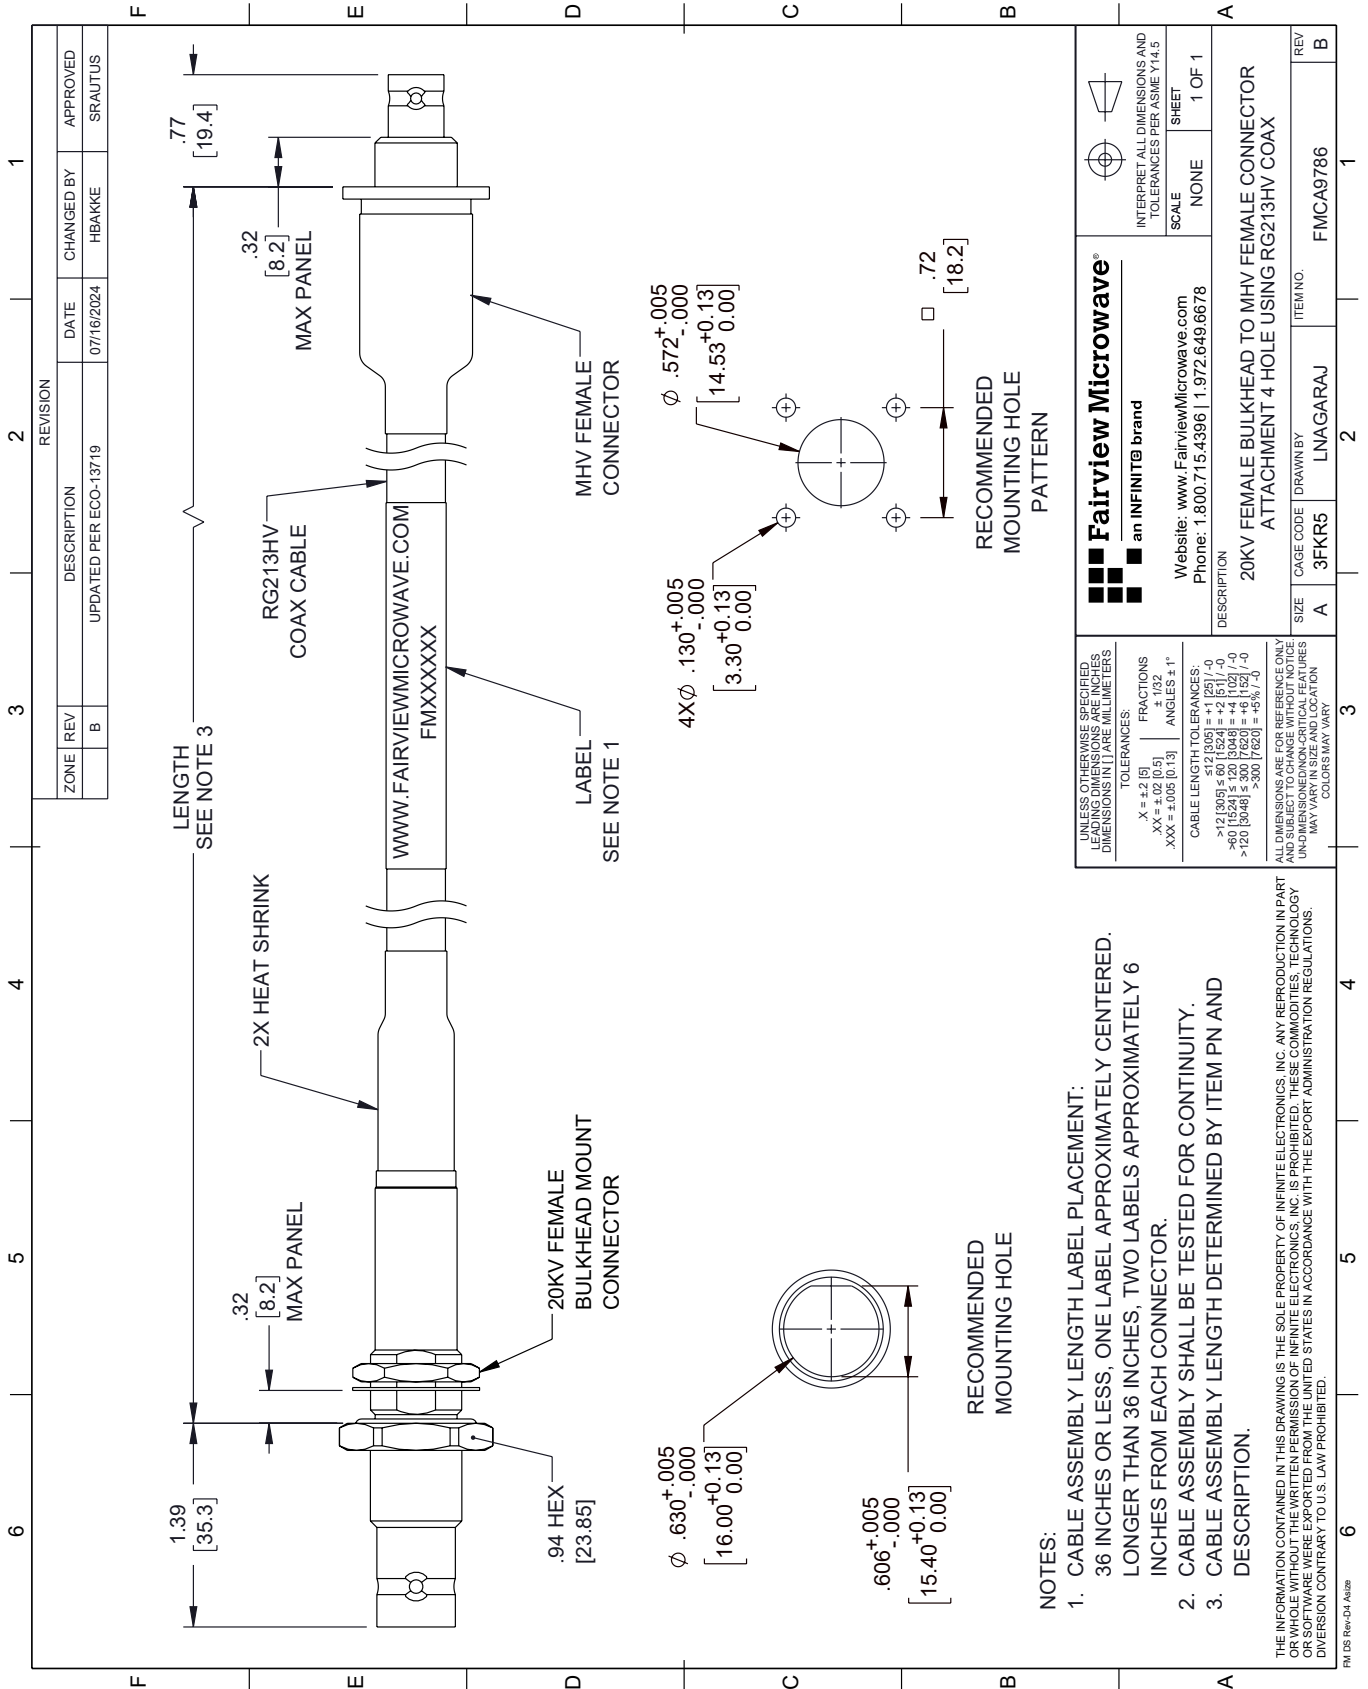 REVISION
ZONE REV DESCRIPTION DATE CHANGED BY APPROVED
B UPDATED PER ECO-13719 07/16/2024 HBAKKE SRAUTUS
6 5 4 3 2 1
F
E
D
C
B
A
LENGTH
SEE NOTE 3
1.39
[35.3]
.32
[8.2]
MAX PANEL
2X HEAT SHRINK
RG213HV
COAX CABLE
.32
[8.2]
MAX PANEL
.77
[19.4]
WWW.FAIRVIEWMICROWAVE.COM
FMXXXXXX
.94 HEX
[23.85]
20KV FEMALE
BULKHEAD MOUNT
CONNECTOR
LABEL
SEE NOTE 1
MHV FEMALE
CONNECTOR
Ø .630+.005
-.000
[16.00+0.13]
0.00
.606+.005
-.000
[15.40+0.13]
0.00
RECOMMENDED
MOUNTING HOLE
4XØ .130+.005
-.000
[3.30+0.13]
0.00
Ø .572+.005
-.000
[14.53+0.13]
0.00
□ .72
[18.2]
RECOMMENDED
MOUNTING HOLE
PATTERN
NOTES:
1. CABLE ASSEMBLY LENGTH LABEL PLACEMENT:
36 INCHES OR LESS, ONE LABEL APPROXIMATELY CENTERED.
LONGER THAN 36 INCHES, TWO LABELS APPROXIMATELY 6
INCHES FROM EACH CONNECTOR.
2. CABLE ASSEMBLY SHALL BE TESTED FOR CONTINUITY.
3. CABLE ASSEMBLY LENGTH DETERMINED BY ITEM PN AND
DESCRIPTION.
THE INFORMATION CONTAINED IN THIS DRAWING IS THE SOLE PROPERTY OF INFINITE ELECTRONICS, INC. ANY REPRODUCTION IN PART
OR WHOLE WITHOUT THE WRITTEN PERMISSION OF INFINITE ELECTRONICS, INC. IS PROHIBITED. THESE COMMODITIES, TECHNOLOGY
OR SOFTWARE WERE EXPORTED FROM THE UNITED STATES IN ACCORDANCE WITH THE EXPORT ADMINISTRATION REGULATIONS.
DIVERSION CONTRARY TO U.S. LAW PROHIBITED.
UNLESS OTHERWISE SPECIFIED
LEADING DIMENSIONS ARE INCHES
DIMENSIONS IN [ ] ARE MILLIMETERS
TOLERANCES:
.X = ±.2 [5] FRACTIONS
.XX = ±.02 [0.5] ± 1/32
.XXX = ±.005 [0.13] ANGLES ± 1°
CABLE LENGTH TOLERANCES:
≤12 [305] = +1 [25] / -0
>12 [305] ≤ 60 [1524] = +2 [51] / -0
>60 [1524] ≤ 120 [3048] = +4 [102] / -0
>120 [3048] ≤ 300 [7620] = +6 [152] / -0
>300 [7620] = +5% / -0
ALL DIMENSIONS ARE FOR REFERENCE ONLY
AND SUBJECT TO CHANGE WITHOUT NOTICE.
UN-DIMENSIONED/NON-CRITICAL FEATURES
MAY VARY IN SIZE AND LOCATION
COLORS MAY VARY
Fairview Microwave®
an INFINIT® brand
Website: www.FairviewMicrowave.com
Phone: 1.800.715.4396 | 1.972.649.6678
INTERPRET ALL DIMENSIONS AND
TOLERANCES PER ASME Y14.5
SCALE NONE
SHEET 1 OF 1
DESCRIPTION
20KV FEMALE BULKHEAD TO MHV FEMALE CONNECTOR
ATTACHMENT 4 HOLE USING RG213HV COAX
SIZE A
CAGE CODE 3FKR5
DRAWN BY LNAGARAJ
ITEM NO. FMCA9786
REV B
F
E
D
C
B
A
6 5 4 3 2 1
FM DS Rev-D4 Asize